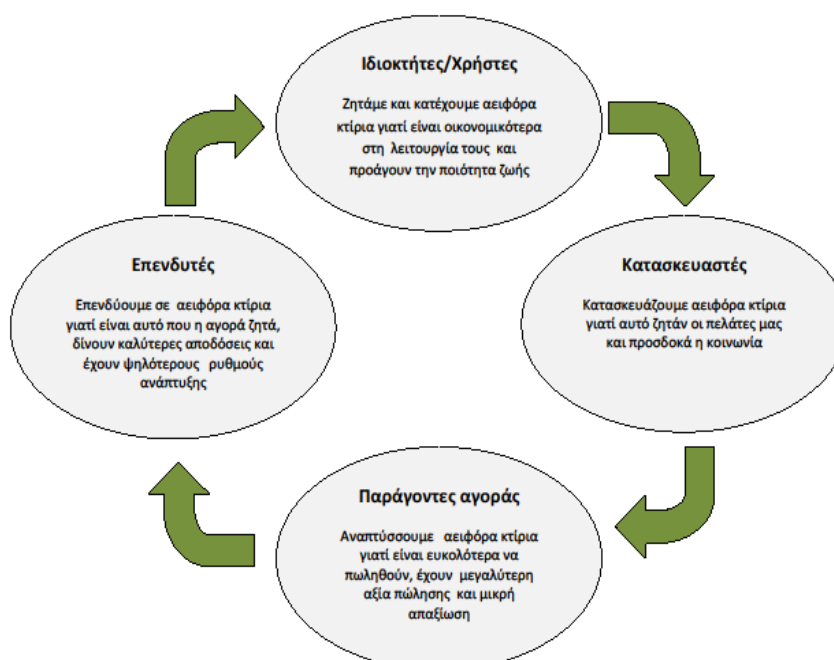 Ιδιοκτήτες/Χρήστες
Ζητάμε και κατέχουμε αειφόρα
κτίρια γιατί είναι οικονομικότερα
στη λειτουργία τους και
προάγουν την ποιότητα ζωής
Επενδυτές
Επενδύουμε σε αειφόρα κτίρια
γιατί είναι αυτό που η αγορά ζητά,
δίνουν καλύτερες αποδόσεις και
έχουν ψηλότερους ρυθμούς
ανάπτυξης
Κατασκευαστές
Κατασκευάζουμε αειφόρα κτίρια
γιατί αυτό ζητάν οι πελάτες μας
και προσδοκά η κοινωνία
Παράγοντες αγοράς
Αναπτύσσουμε αειφόρα κτίρια
γιατί είναι ευκολότερα να
πωληθούν, έχουν μεγαλύτερη
αξία πώλησης και μικρή
απαξίωση